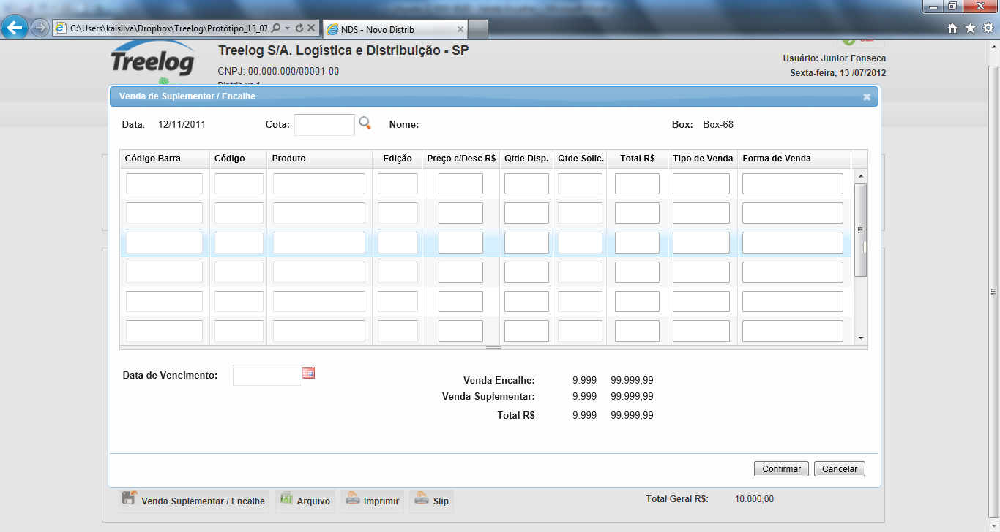 C:\Users\kaisilva\Dropbox\Treelog\Protótipo_13_07
NDS - Novo Distrib
Treelog
Treelog S/A. Logística e Distribuição - SP
CNPJ: 00.000.000/00001-00
Usuário: Junior Fonseca
Sexta-feira, 13 /07/2012
Venda de Suplementar / Encalhe
Data: 12/11/2011 Cota: Nome: Box: Box-68
Código Barra Código Produto Edição Preço c/Desc R$ Qtde Disp. Qtde Solic. Total R$ Tipo de Venda Forma de Venda
Data de Vencimento:
Venda Encalhe: 9.999 99.999,99
Venda Suplementar: 9.999 99.999,99
Total R$ 9.999 99.999,99
Confirmar Cancelar
Venda Suplementar / Encalhe Arquivo Imprimir Slip Total Geral R$: 10.000,00